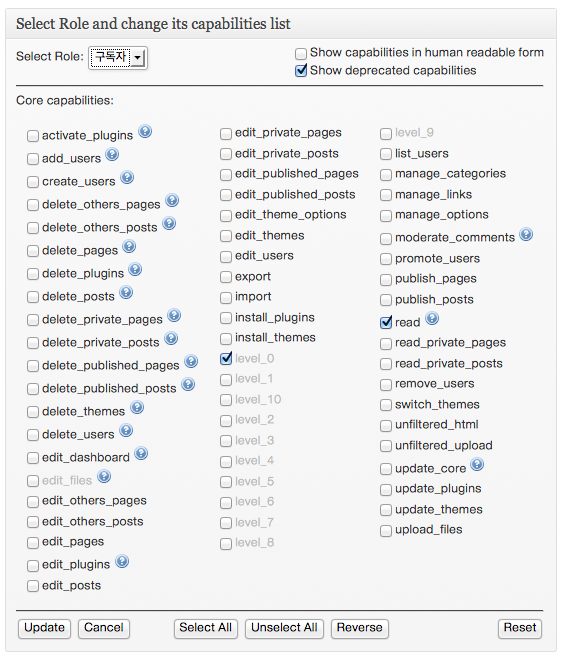 Select Role and change its capabilities list
Select Role: 구독자
Show capabilities in human readable form
Show deprecated capabilities
Core capabilities:
activate_plugins
add_users
create_users
delete_others_pages
delete_others_posts
delete_pages
delete_plugins
delete_posts
delete_private_pages
delete_private_posts
delete_published_pages
delete_published_posts
delete_themes
delete_users
edit_dashboard
edit_files
edit_others_pages
edit_others_posts
edit_pages
edit_plugins
edit_posts
edit_private_pages
edit_private_posts
edit_published_pages
edit_published_posts
edit_theme_options
edit_themes
edit_users
export
import
install_plugins
install_themes
level_0
level_1
level_10
level_2
level_3
level_4
level_5
level_6
level_7
level_8
level_9
list_users
manage_categories
manage_links
manage_options
moderate_comments
promote_users
publish_pages
publish_posts
read
read_private_pages
read_private_posts
remove_users
switch_themes
unfiltered_html
unfiltered_upload
update_core
update_plugins
update_themes
upload_files
Update Cancel Select All Unselect All Reverse Reset